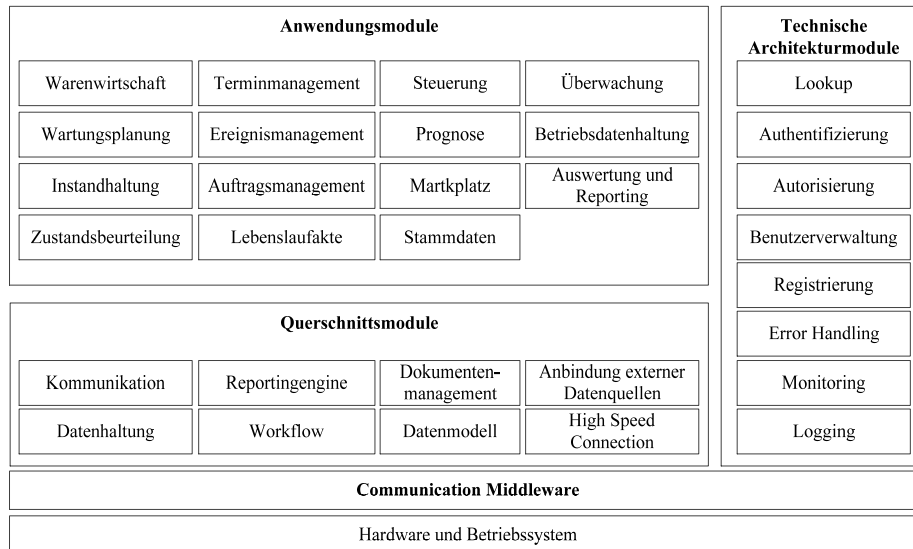 Anwendungsmodule
Warenwirtschaft
Terminmanagement
Steuerung
Überwachung
Wartungsplanung
Ereignismanagement
Prognose
Betriebsdatenhaltung
Instandhaltung
Auftragsmanagement
Martkplatz
Auswertung und
Reporting
Zustandsbeurteilung
Lebenslaufakte
Stammdaten
Querschnittsmodule
Kommunikation
Reportingengine
Dokumenten-
management
Anbindung externer
Datenquellen
Datenhaltung
Workflow
Datenmodell
High Speed
Connection
Technische
Architekturmodule
Lookup
Authentifizierung
Autorisierung
Benutzerverwaltung
Registrierung
Error Handling
Monitoring
Logging
Communication Middleware
Hardware und Betriebssystem